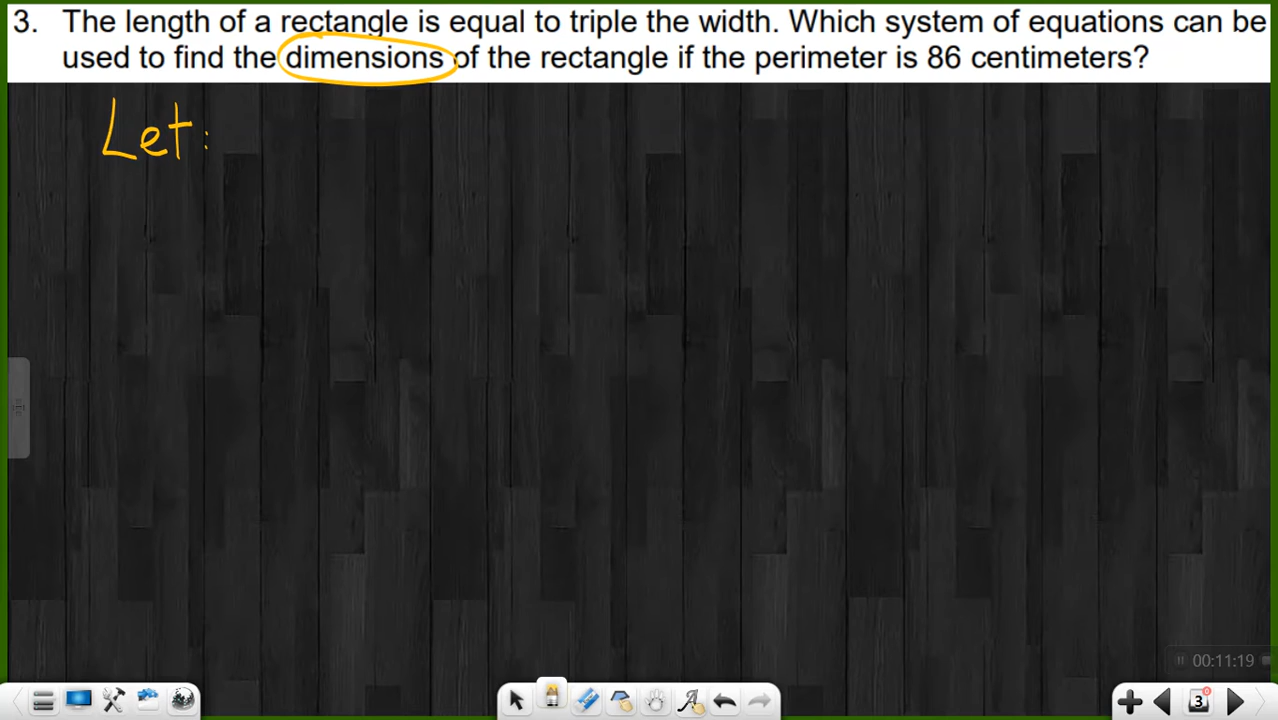 3. The length of a rectangle is equal to triple the width. Which system of equations can be
used to find the dimensions of the rectangle if the perimeter is 86 centimeters?
Let:
00:11:19
3